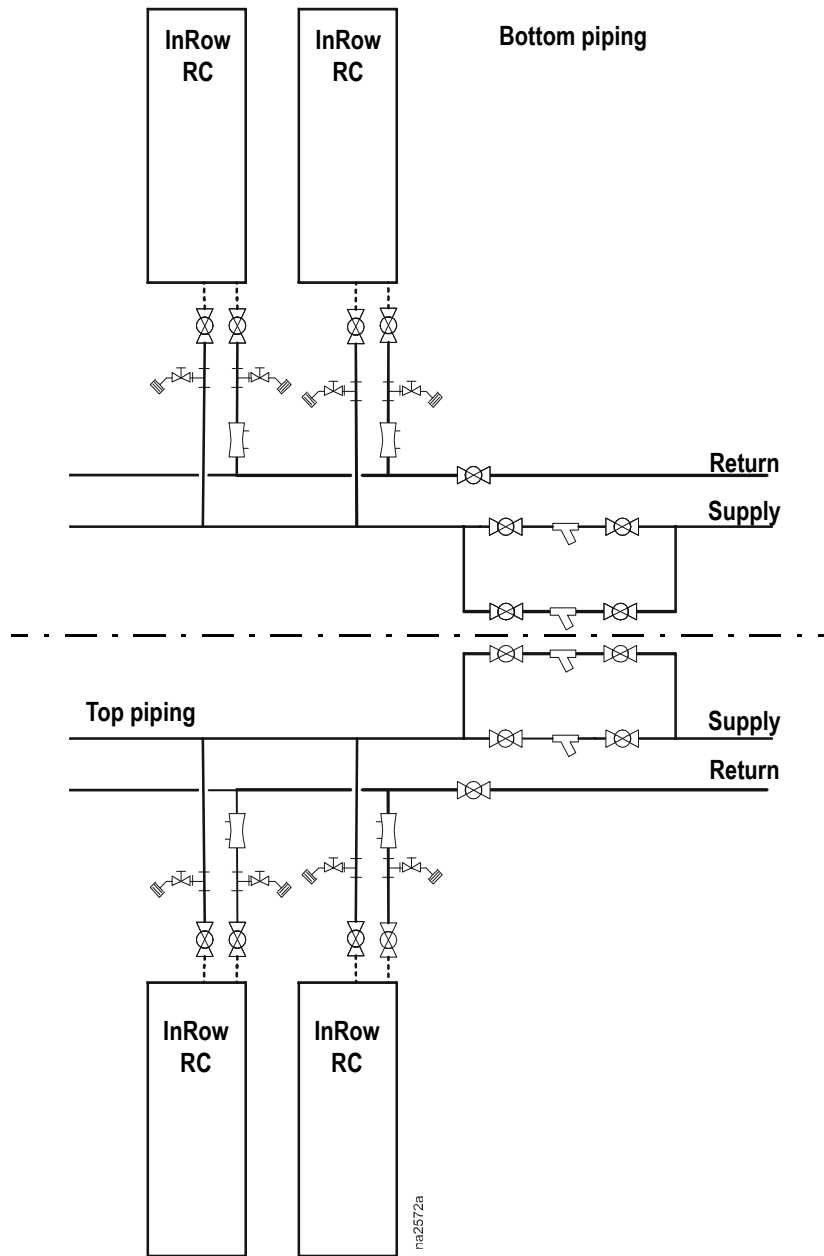 InRow
RC
InRow
RC
Bottom piping
Return
Supply
Top piping
Supply
Return
InRow
RC
InRow
RC
na2572a